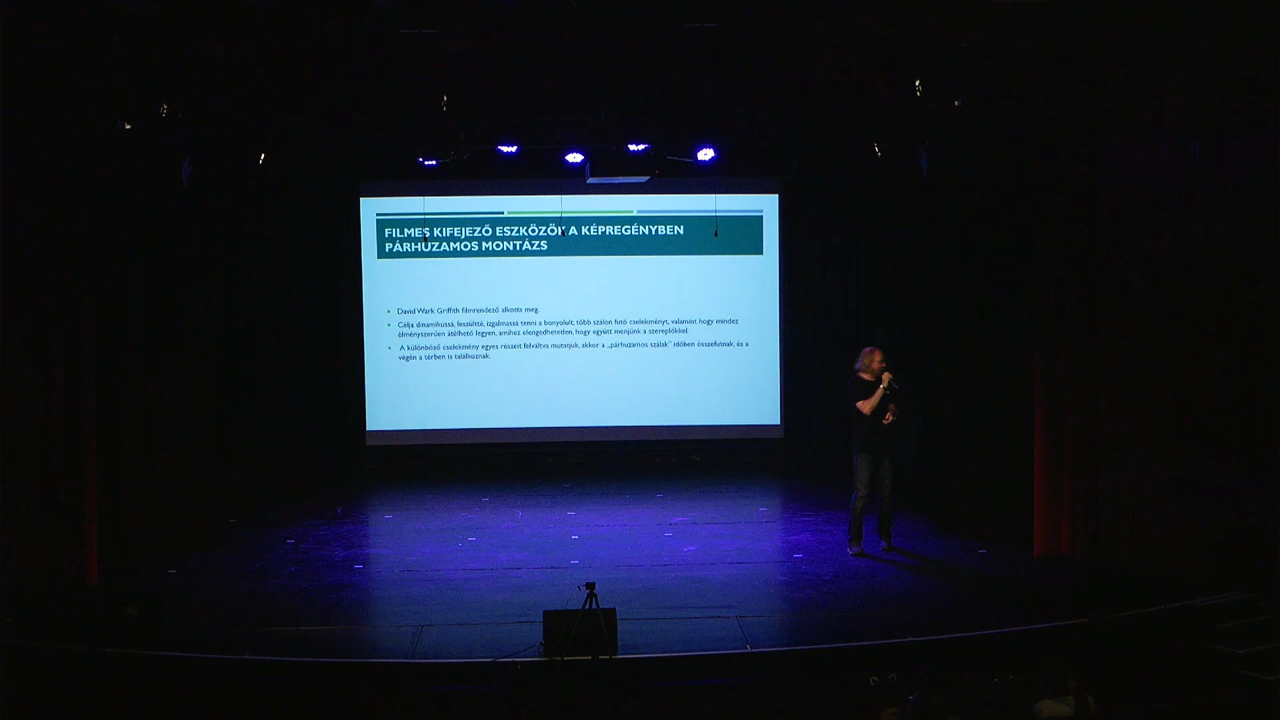 FILMES KIFEJEZŐ ESZKÖZÖK A KÉPREGÉNYBEN
PÁRHUZAMOS MONTÁZS
David Wark Griffith filmrendező alkotta meg.
Célja dinamikussá, feszültté, izgalmassá tenni a bonyolult, több szálon futó cselekményt, valamint hogy mindez
élményszerűen átélhető legyen, amihez elengedhetetlen, hogy együtt menjünk a szereplőkkel.
A különböző cselekmény egyes részeit felváltva mutatjuk, akkor a „párhuzamos szálak” időben összefutnak, és a
végén a térben is találkoznak.